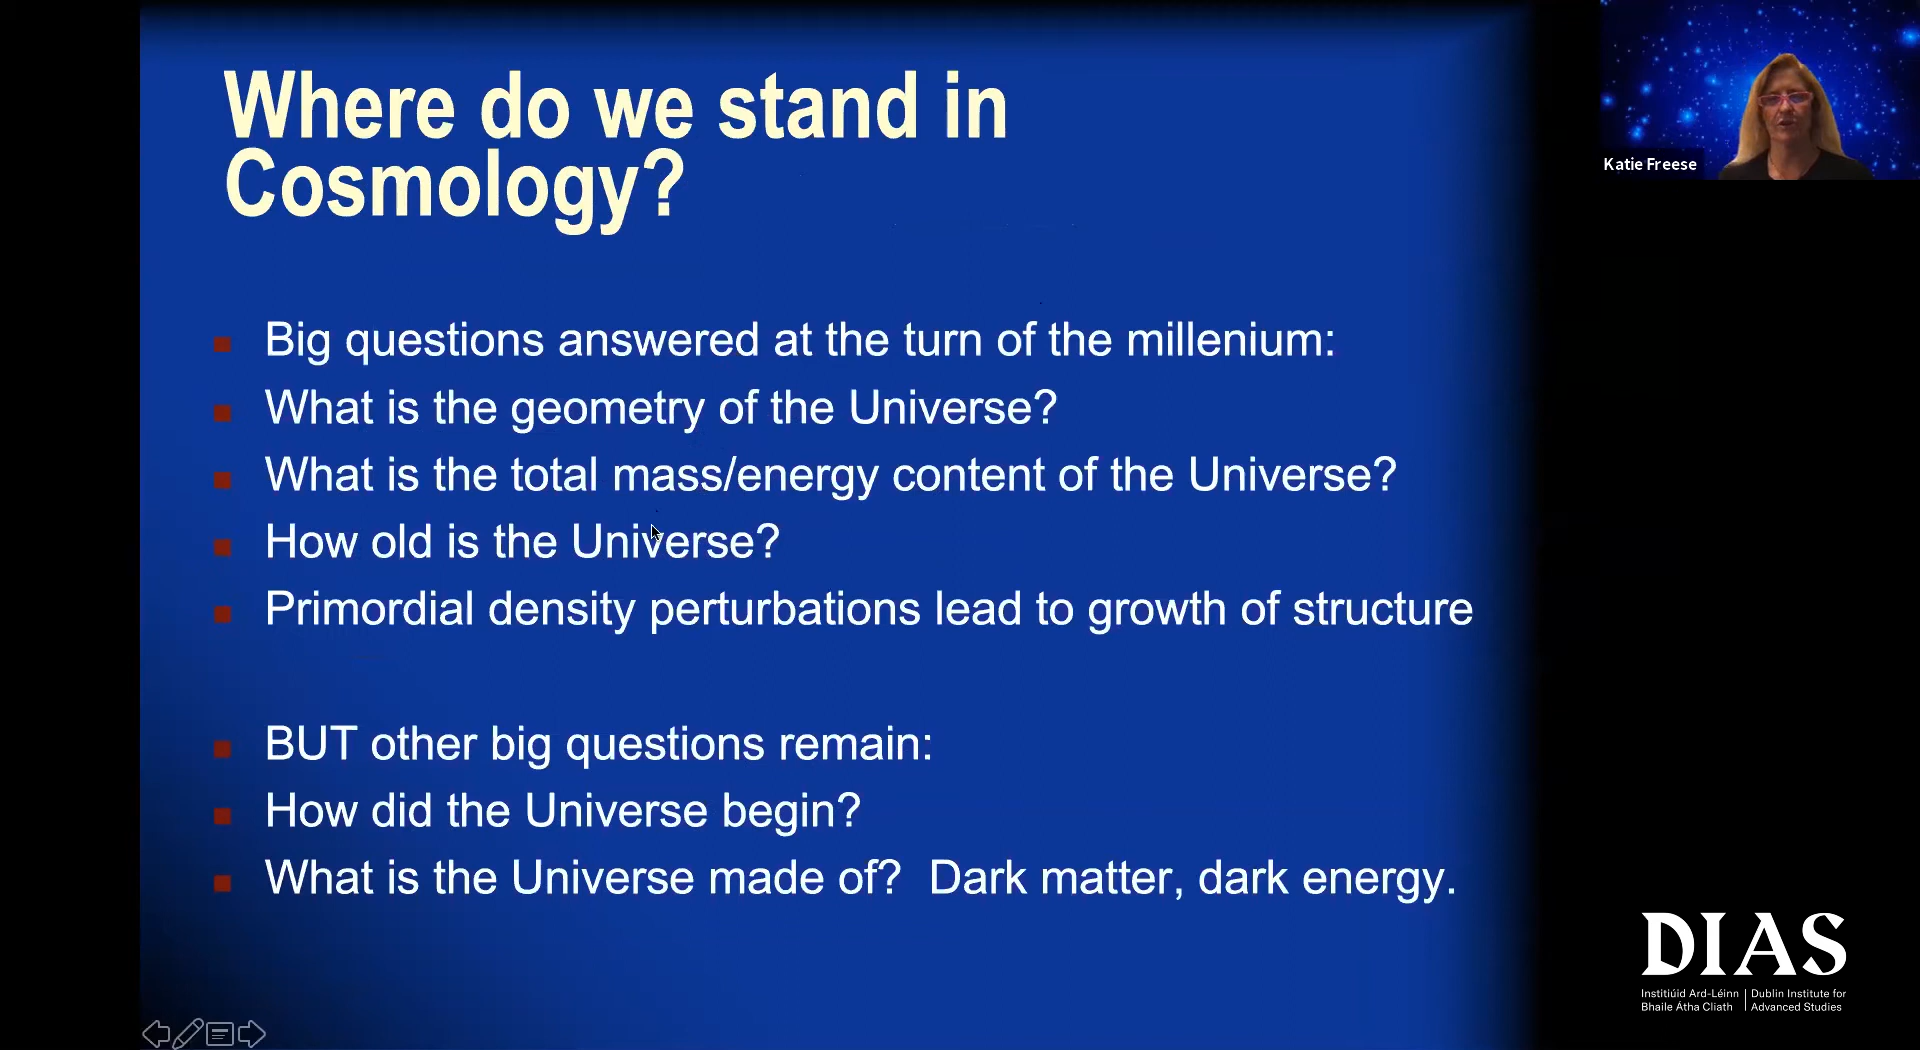 Where do we stand in
Cosmology?
Big questions answered at the turn of the millenium:
What is the geometry of the Universe?
What is the total mass/energy content of the Universe?
How old is the Universe?
Primordial density perturbations lead to growth of structure
BUT other big questions remain:
How did the Universe begin?
What is the Universe made of?  Dark matter, dark energy.
Katie Freese
DIAS
Institiúid Ard-Léinn
Bhaile Átha Cliath
Dublin Institute for
Advanced Studies